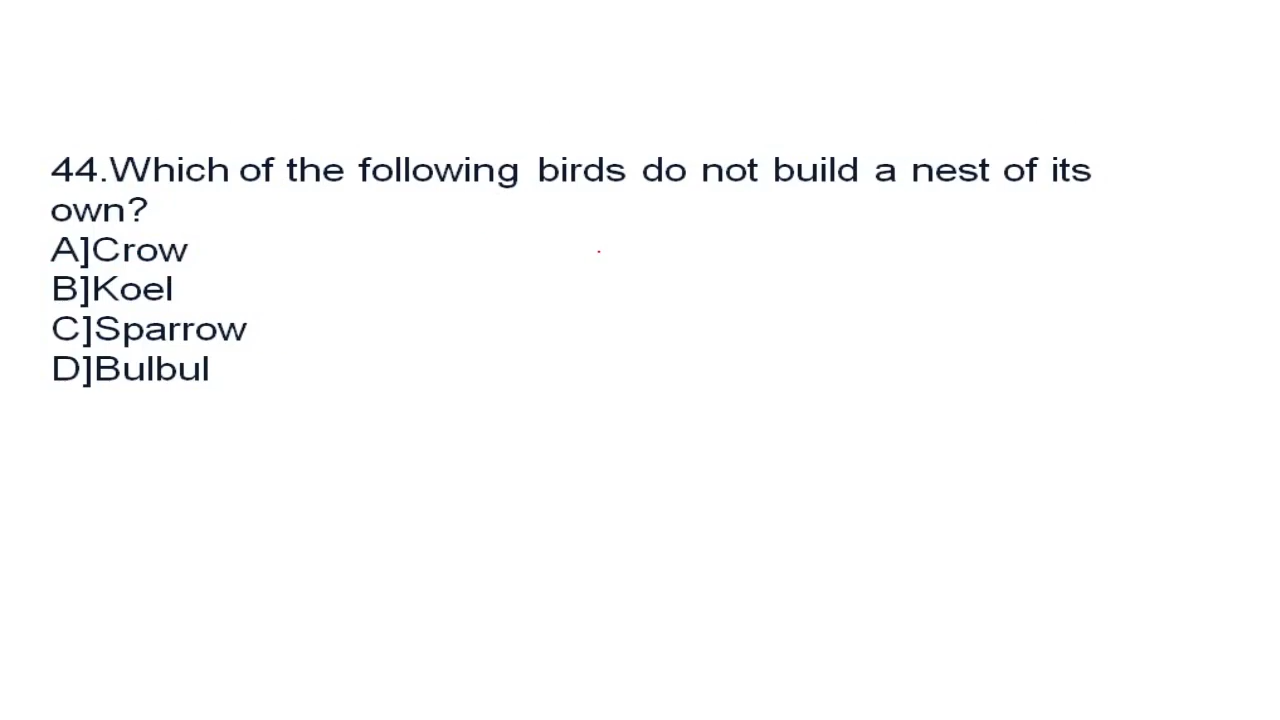 44.Which of the following birds do not build a nest of its
own?
A]Crow
B]Koel
C]Sparrow
D]Bulbul